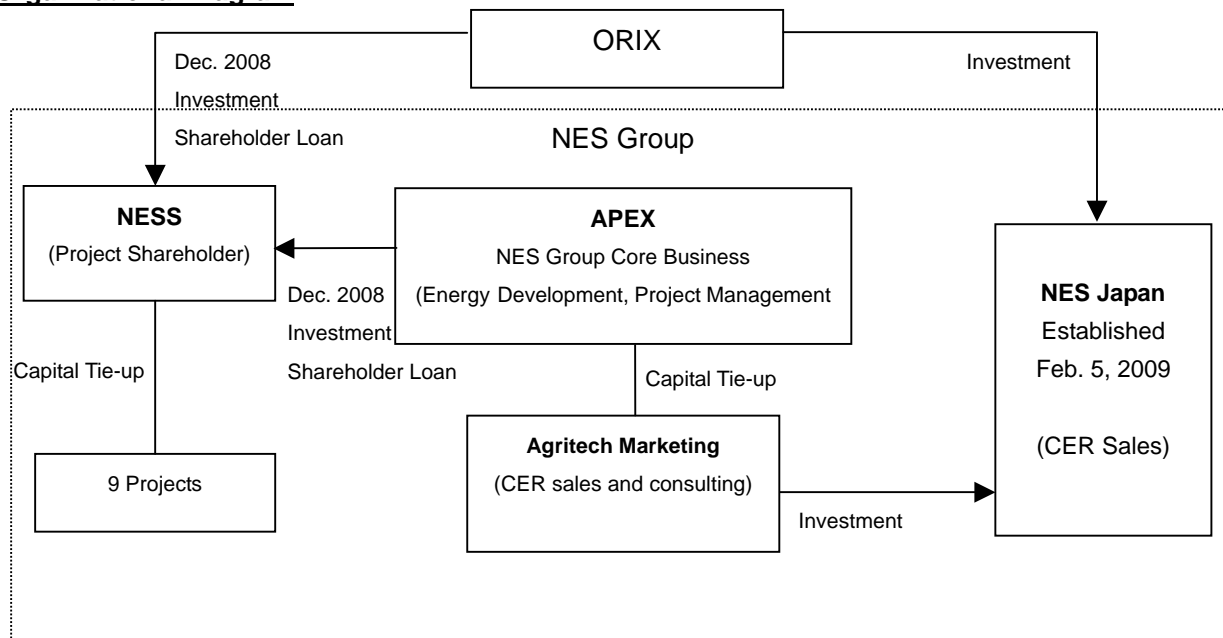 ORIX
Dec. 2008
Investment
Shareholder Loan
Investment
NES Group
NESS
(Project Shareholder)
APEX
NES Group Core Business
(Energy Development, Project Management
Dec. 2008
Investment
Shareholder Loan
NES Japan
Established
Feb. 5, 2009
(CER Sales)
Capital Tie-up
Capital Tie-up
9 Projects
Agritech Marketing
(CER sales and consulting)
Investment